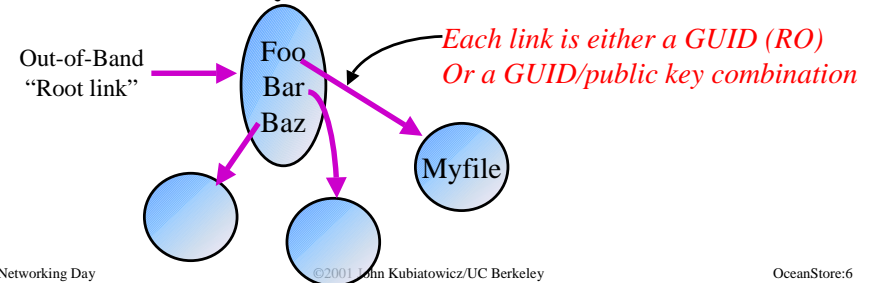 Out-of-Band
“Root link”
Foo
Bar
Baz
Each link is either a GUID (RO)
Or a GUID/public key combination
Myfile
Networking Day
©2001 John Kubiatowicz/UC Berkeley
OceanStore:6